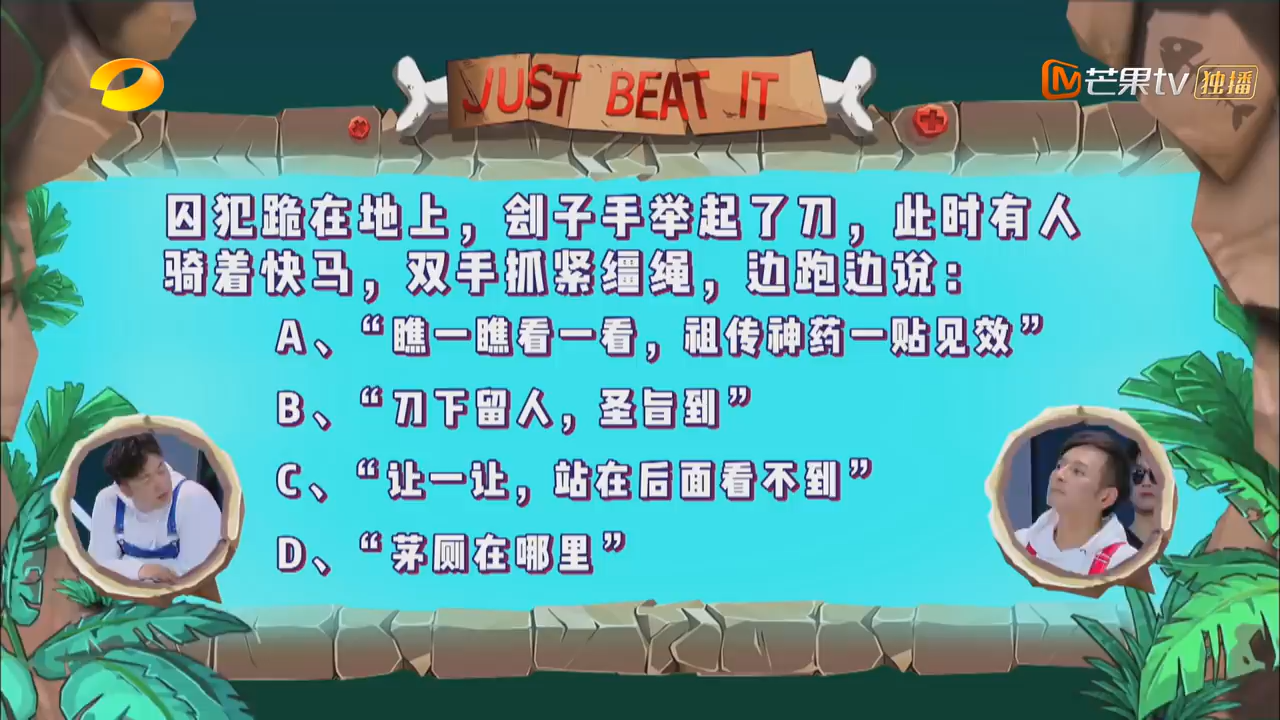 JUST BEAT IT
芒果tv 独播
囚犯跪在地上，刽子手举起了刀，此时有人
骑着快马，双手抓紧缰绳，边跑边说：
A、“瞧一瞧看一看，祖传神药一贴见效”
B、“刀下留人，圣旨到”
C、“让一让，站在后面看不到”
D、“茅厕在哪里”